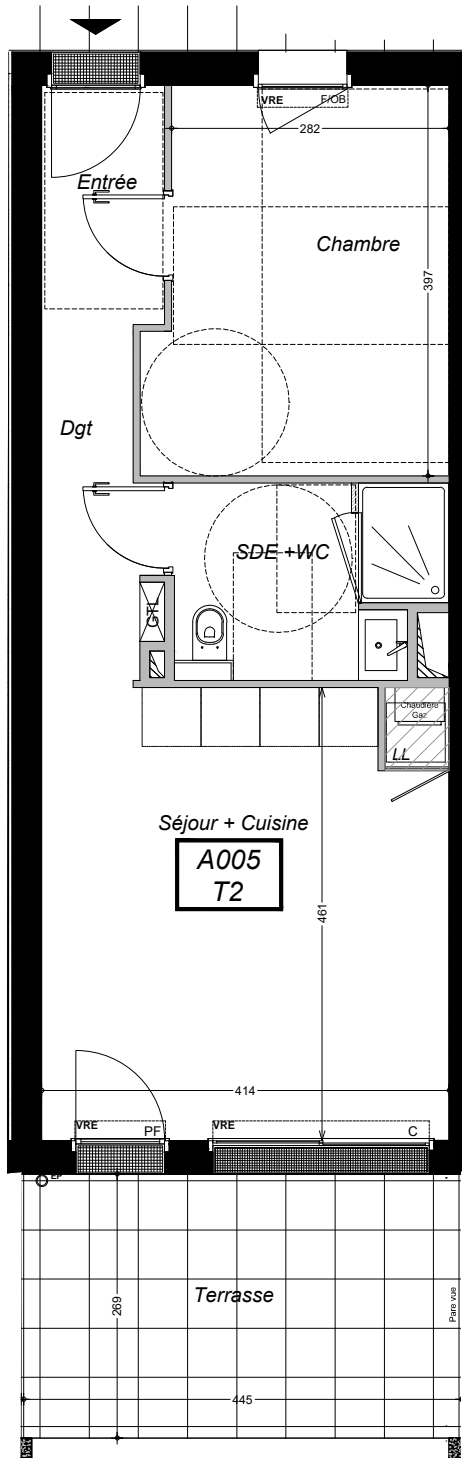 VRE
F/OB
282
Entrée
Chambre
397
Dgt
SDE +WC
GTL
Chaudière
Gaz
LL
Séjour + Cuisine
A005
T2
461
414
VRE
PF
VRE
C
EP
Terrasse
269
Pare vue
445